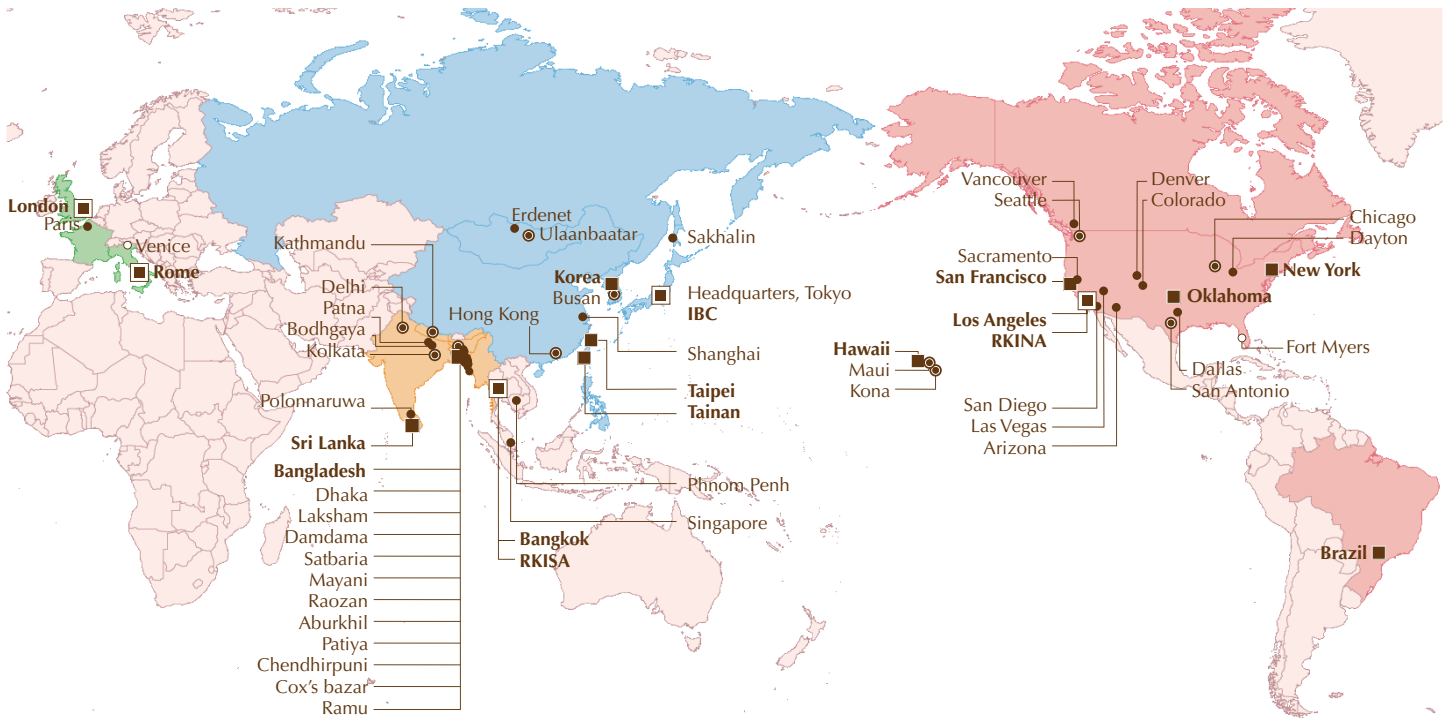 London
Paris
Venice
Rome
Kathmandu
Delhi
Patna
Bodhgaya
Kolkata
Polonnaruwa
Sri Lanka
Bangladesh
Dhaka
Laksham
Damdama
Satbaria
Mayani
Raozan
Aburkhil
Patiya
Chendhirpuni
Cox's bazar
Ramu
Erdenet
Ulaanbaatar
Sakhalin
Korea
Busan
Headquarters, Tokyo
IBC
Hong Kong
Shanghai
Taipei
Tainan
Phnom Penh
Singapore
Bangkok
RKISA
Hawaii
Maui
Kona
Vancouver
Seattle
Sacramento
San Francisco
Los Angeles
RKINA
San Diego
Las Vegas
Arizona
Denver
Colorado
Chicago
Dayton
New York
Oklahoma
Fort Myers
Dallas
San Antonio
Brazil